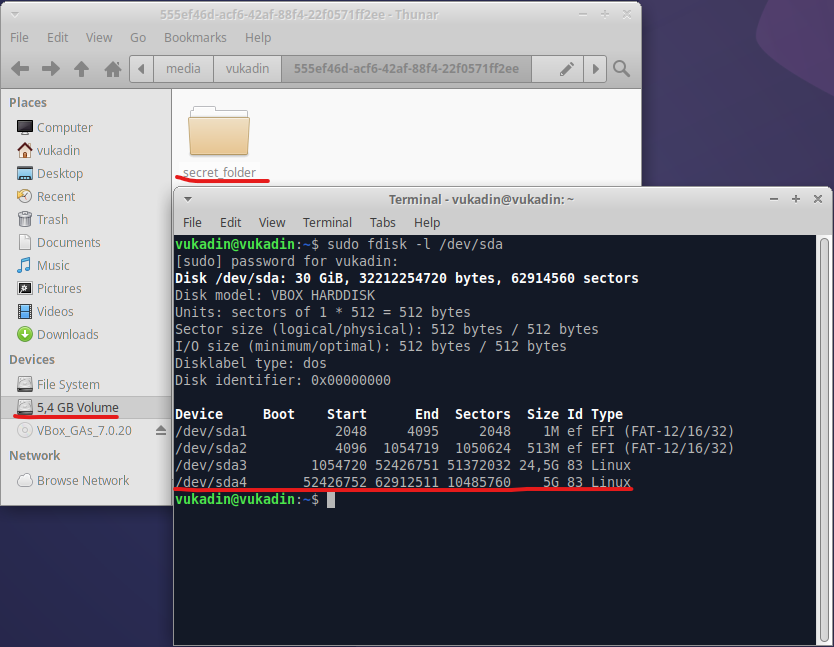 555ef46d-acf6-42af-88f4-22f0571ff2ee - Thunar
File Edit View Go Bookmarks Help
media vukadin 555ef46d-acf6-42af-88f4-22f0571ff2ee
Places
Computer
vukadin
Desktop
Recent
Trash
Documents
Music
Pictures
Videos
Downloads
Devices
File System
5,4 GB Volume
VBox_GAs_7.0.20
Network
Browse Network
secret_folder
Terminal - vukadin@vukadin: ~
File Edit View Terminal Tabs Help
vukadin@vukadin:~$ sudo fdisk -l /dev/sda
[sudo] password for vukadin:
Disk /dev/sda: 30 GiB, 32212254720 bytes, 62914560 sectors
Disk model: VBOX HARDDISK
Units: sectors of 1 * 512 = 512 bytes
Sector size (logical/physical): 512 bytes / 512 bytes
I/O size (minimum/optimal): 512 bytes / 512 bytes
Disklabel type: dos
Disk identifier: 0x00000000
Device Boot Start End Sectors Size Id Type
/dev/sda1 2048 4095 2048 1M ef EFI (FAT-12/16/32)
/dev/sda2 4096 1054719 1050624 513M ef EFI (FAT-12/16/32)
/dev/sda3 1054720 52426751 51372032 24,5G 83 Linux
/dev/sda4 52426752 62912511 10485760 5G 83 Linux
vukadin@vukadin:~$